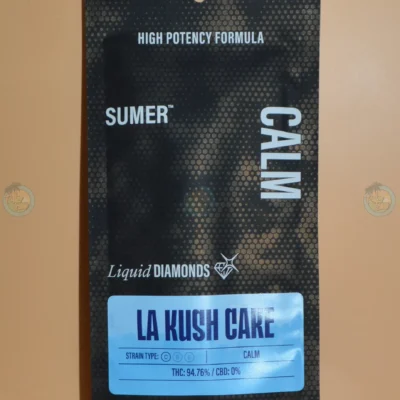 HIGH POTENCY FORMULA
SUMER™
CALM
Liquid DIAMONDS
LA KUSH CAKE
STRAIN TYPE:
CALM
THC: 94.76% / CBD: 0%